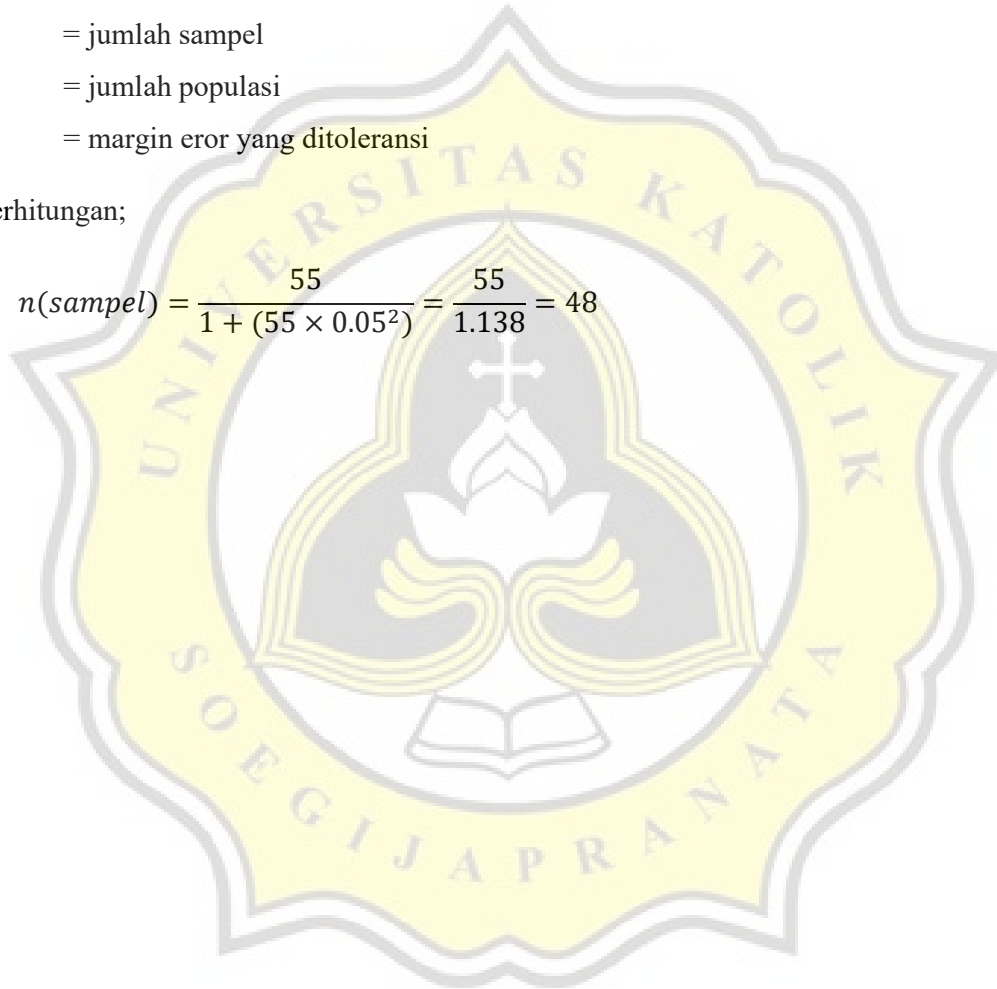 = jumlah sampel
= jumlah populasi
= margin eror yang ditoleransi
erhitungan;
n(sampel) = 55 / 1 + (55 × 0.05²) = 55 / 1.138 = 48
UNIVERSITAS KATOLIK
SOEGIJAPRANATA